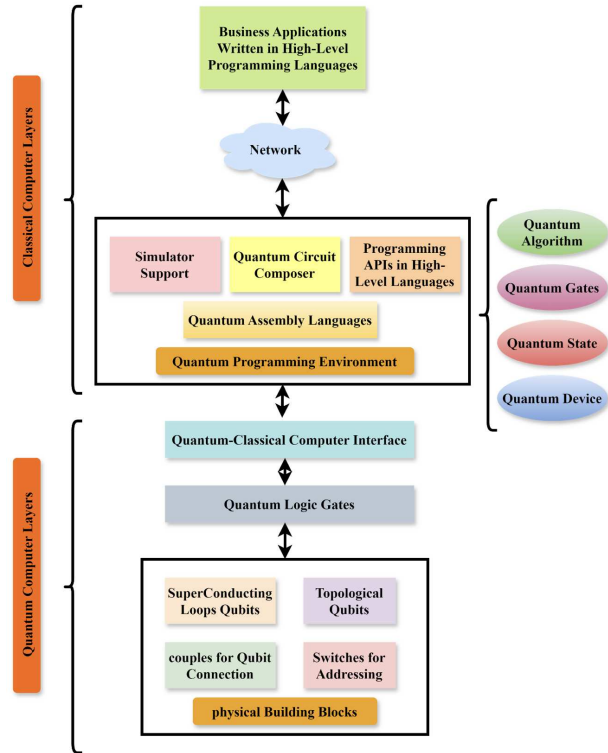 Business Applications
Written in High-Level
Programming Languages
Classical Computer Layers
Network
Simulator
Support
Quantum Circuit
Composer
Programming
APIs in High-
Level Languages
Quantum Assembly Languages
Quantum Programming Environment
Quantum
Algorithm
Quantum Gates
Quantum State
Quantum Device
Quantum Computer Layers
Quantum-Classical Computer Interface
Quantum Logic Gates
SuperConducting
Loops Qubits
Topological
Qubits
couples for Qubit
Connection
Switches for
Addressing
physical Building Blocks